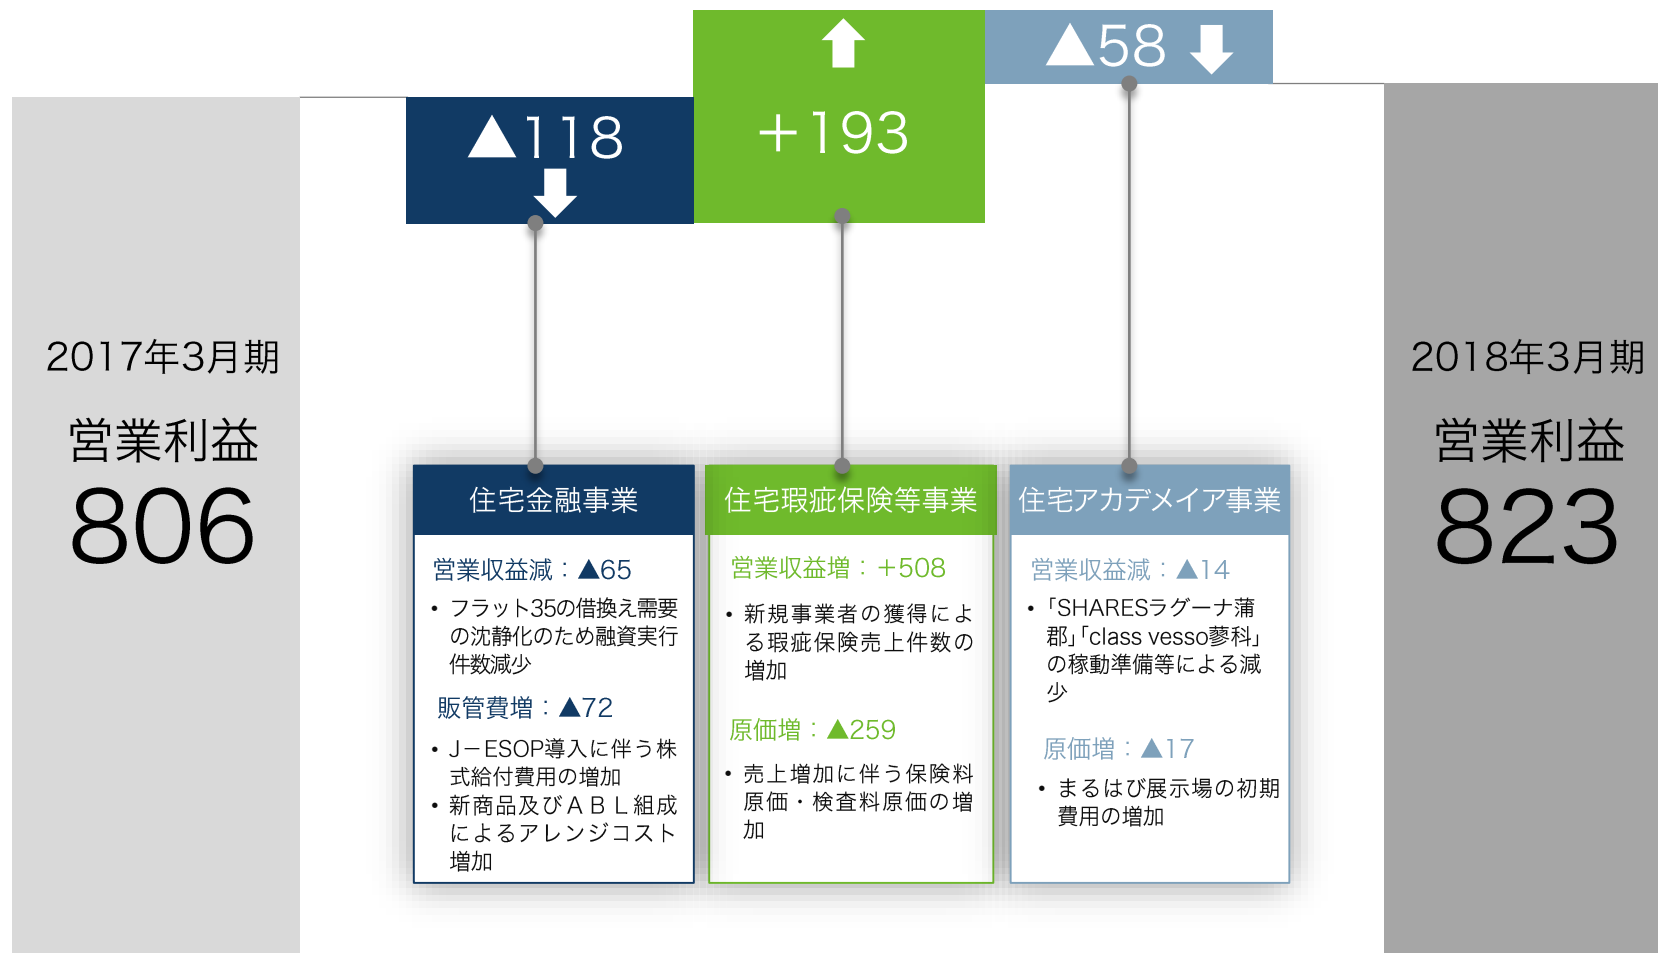 ▲118
+193
▲58
2017年3月期
営業利益
806
2018年3月期
営業利益
823
住宅金融事業
営業収益減：▲65
• フラット35の借換え需要
の沈静化のため融資実行
件数減少
販管費増：▲72
• J－ESOP導入に伴う株
式給付費用の増加
• 新商品及びＡＢＬ組成
によるアレンジコスト
増加
住宅瑕疵保険等事業
営業収益増：＋508
• 新規事業者の獲得によ
る瑕疵保険売上件数の
増加
原価増：▲259
• 売上増加に伴う保険料
原価・検査料原価の増
加
住宅アカデメイア事業
営業収益減：▲14
• 「SHARESラグーナ蒲
郡」「class vesso蓼科」
の稼動準備等による減
少
原価増：▲17
• まるはび展示場の初期
費用の増加